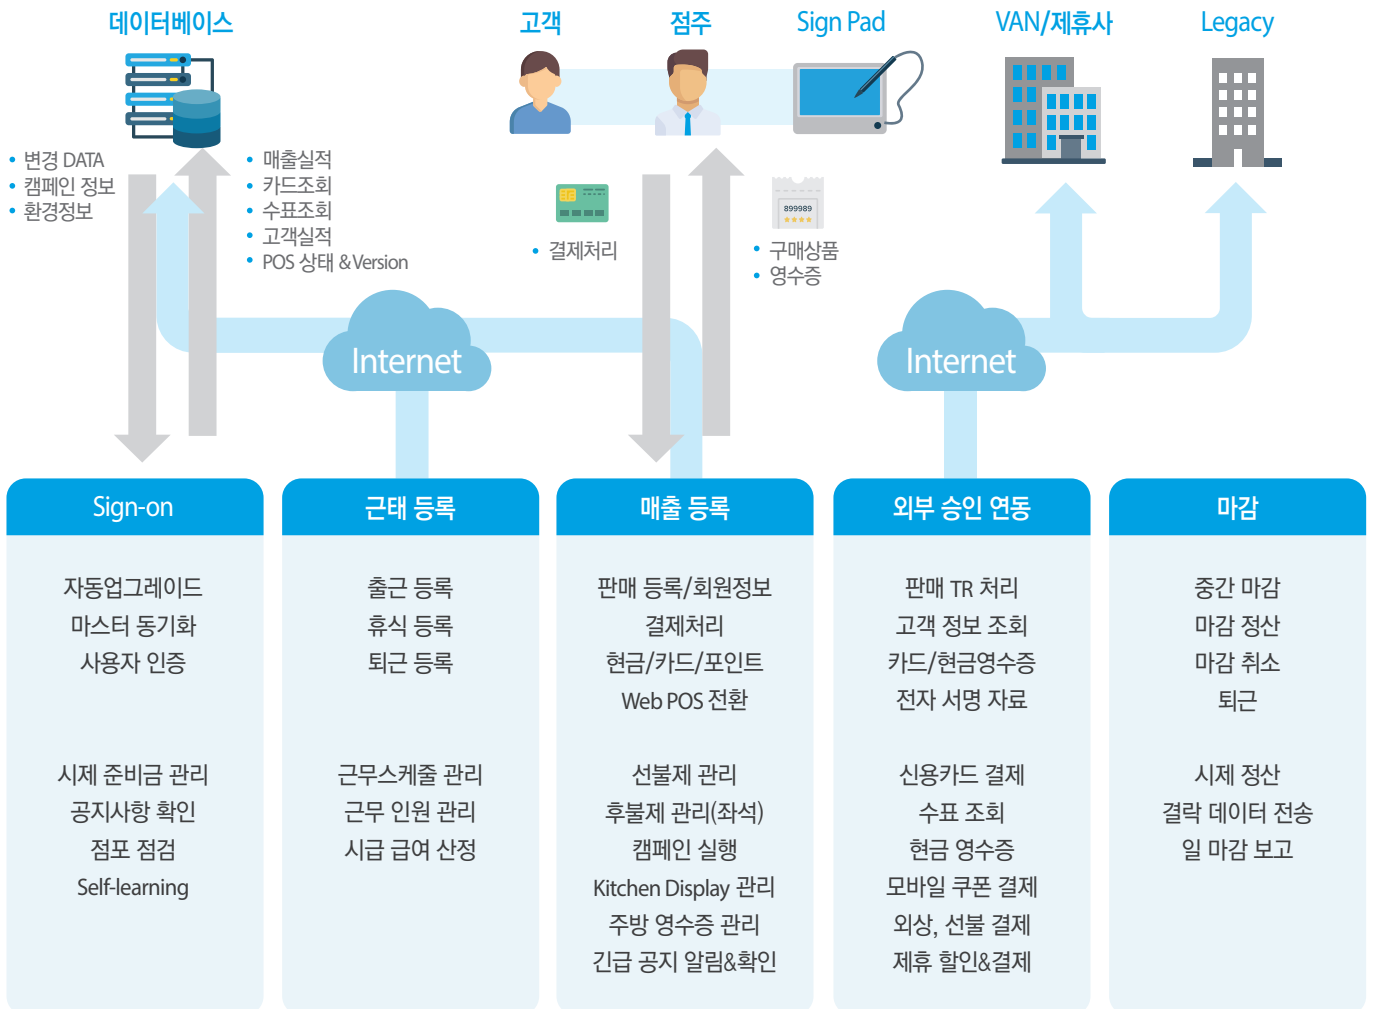 데이터베이스
고객
점주
Sign Pad
VAN/제휴사
Legacy
• 변경 DATA
• 캠페인 정보
• 환경정보
• 매출실적
• 카드조회
• 수표조회
• 고객실적
• POS 상태 &Version
• 결제처리
899989
• 구매상품
• 영수증
Internet
Internet
Sign-on
자동업그레이드
마스터 동기화
사용자 인증
시제 준비금 관리
공지사항 확인
점포 점검
Self-learning
근태 등록
출근 등록
휴식 등록
퇴근 등록
근무스케줄 관리
근무 인원 관리
시급 급여 산정
매출 등록
판매 등록/회원정보
결제처리
현금/카드/포인트
Web POS 전환
선불제 관리
후불제 관리(좌석)
캠페인 실행
Kitchen Display 관리
주방 영수증 관리
긴급 공지 알림&확인
외부 승인 연동
판매 TR 처리
고객 정보 조회
카드/현금영수증
전자 서명 자료
신용카드 결제
수표 조회
현금 영수증
모바일 쿠폰 결제
외상, 선불 결제
제휴 할인&결제
마감
중간 마감
마감 정산
마감 취소
퇴근
시제 정산
결락 데이터 전송
일 마감 보고